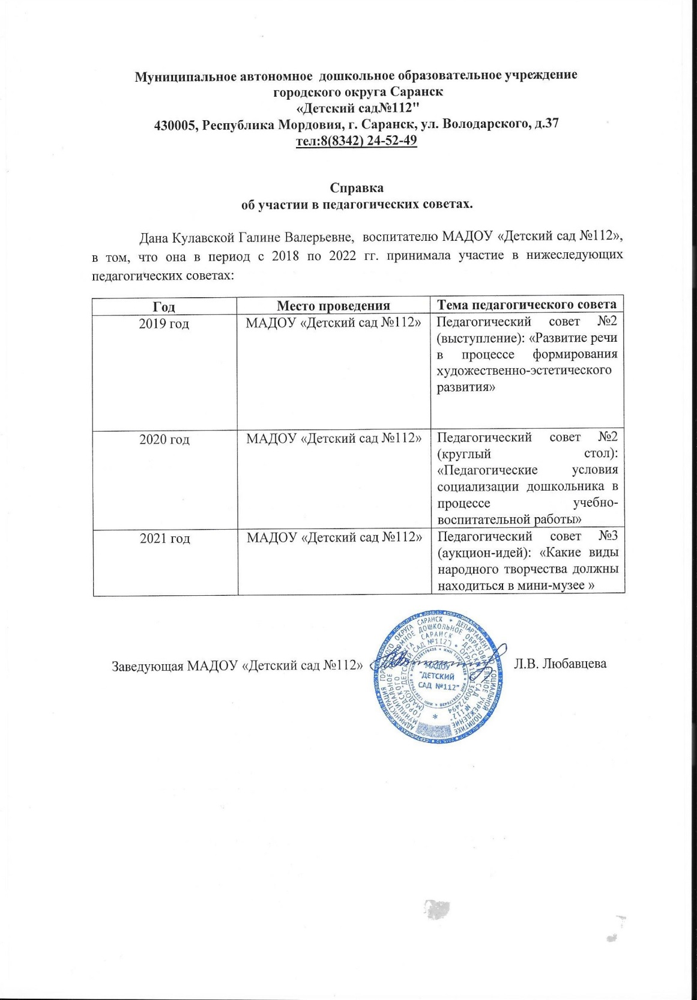 Муниципальное автономное дошкольное образовательное учреждение
городского округа Саранск
«Детский сад№112"
430005, Республика Мордовия, г. Саранск, ул. Володарского, д.37
тел:8(8342) 24-52-49
Справка
об участии в педагогических советах.
Дана Кулавской Галине Валерьевне, воспитателю МАДОУ «Детский сад №112»,
в том, что она в период с 2018 по 2022 гг. принимала участие в нижеследующих
педагогических советах:
Год Место проведения Тема педагогического совета
2019 год МАДОУ «Детский сад №112» Педагогический совет №2
(выступление): «Развитие речи
в процессе формирования
художественно-эстетического
развития»
2020 год МАДОУ «Детский сад №112» Педагогический совет №2
(круглый стол):
«Педагогические условия
социализации дошкольника в
процессе учебно-
воспитательной работы»
2021 год МАДОУ «Детский сад №112» Педагогический совет №3
(аукцион-идей): «Какие виды
народного творчества должны
находиться в мини-музее »
Заведующая МАДОУ «Детский сад №112» Л.В. Любавцева
МАДОУ
"ДЕТСКИЙ
САД №112"